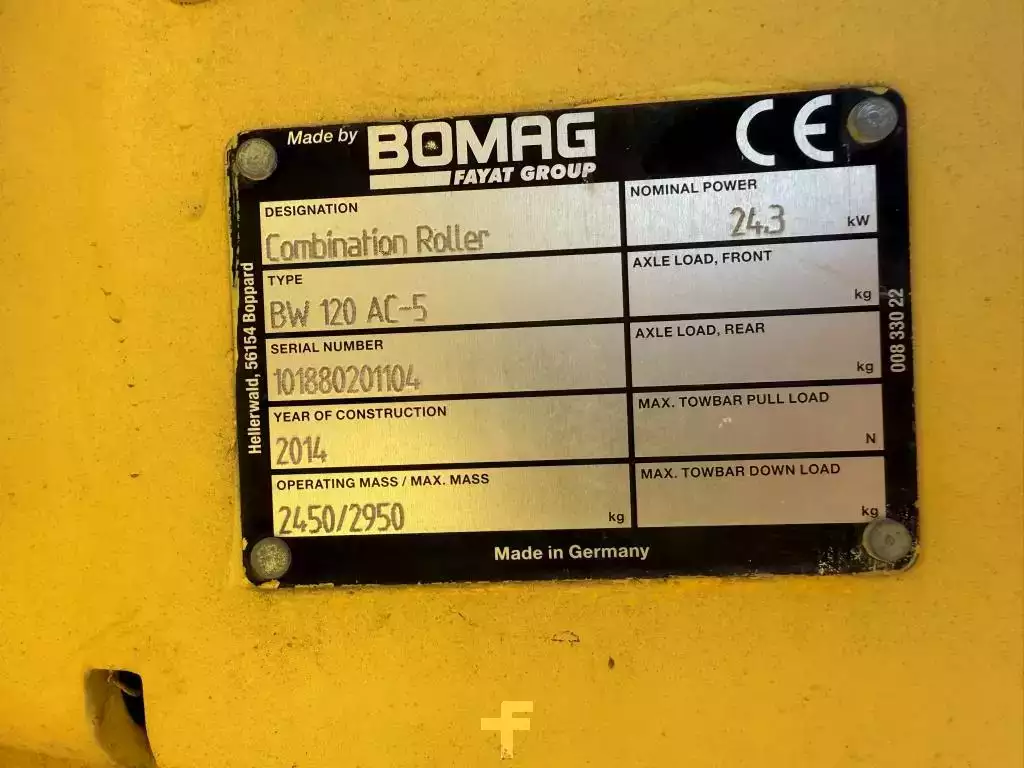 Made by BOMAG
FAYAT GROUP
CE
DESIGNATION
Combination Roller
TYPE
BW 120 AC-5
SERIAL NUMBER
101880201104
YEAR OF CONSTRUCTION
2014
OPERATING MASS / MAX. MASS
2450/2950 kg
NOMINAL POWER
24.3 kW
AXLE LOAD, FRONT
kg
AXLE LOAD, REAR
kg
MAX. TOWBAR PULL LOAD
N
MAX. TOWBAR DOWN LOAD
kg
Made in Germany
Hellerwald, 56154 Boppard
008 330 22